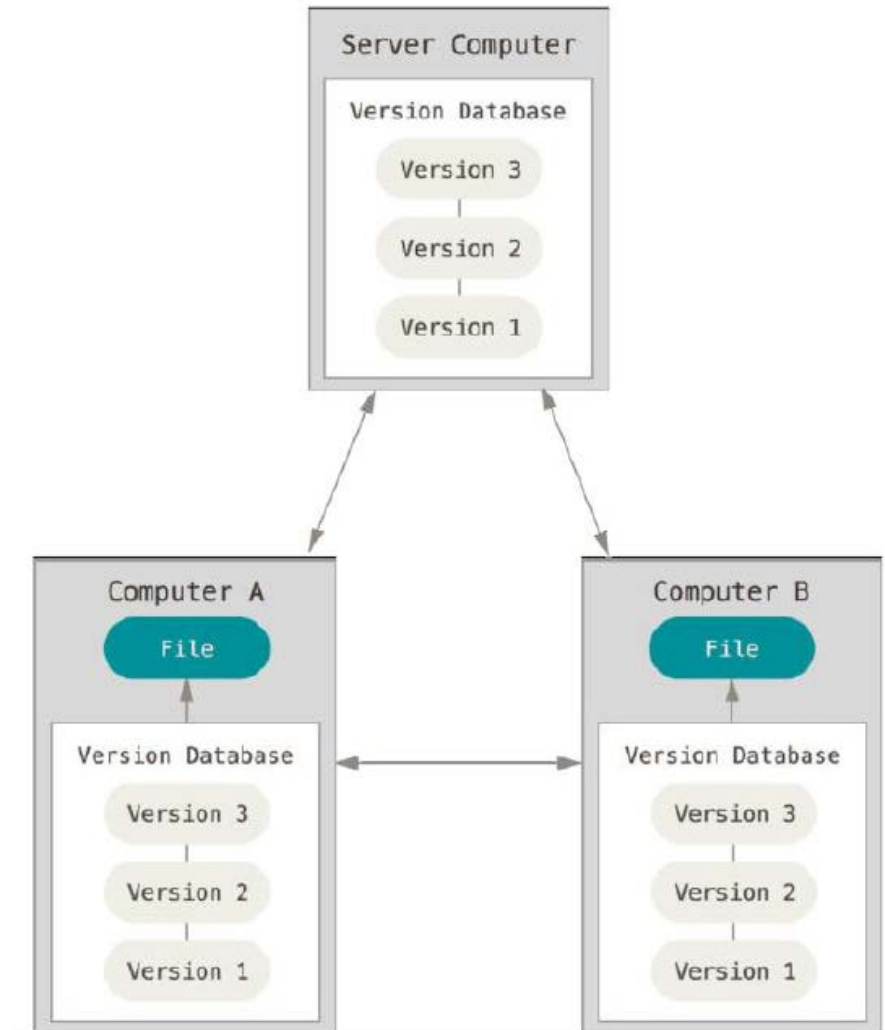 Server Computer
Version Database
Version 3
Version 2
Version 1
Computer A
File
Version Database
Version 3
Version 2
Version 1
Computer B
File
Version Database
Version 3
Version 2
Version 1